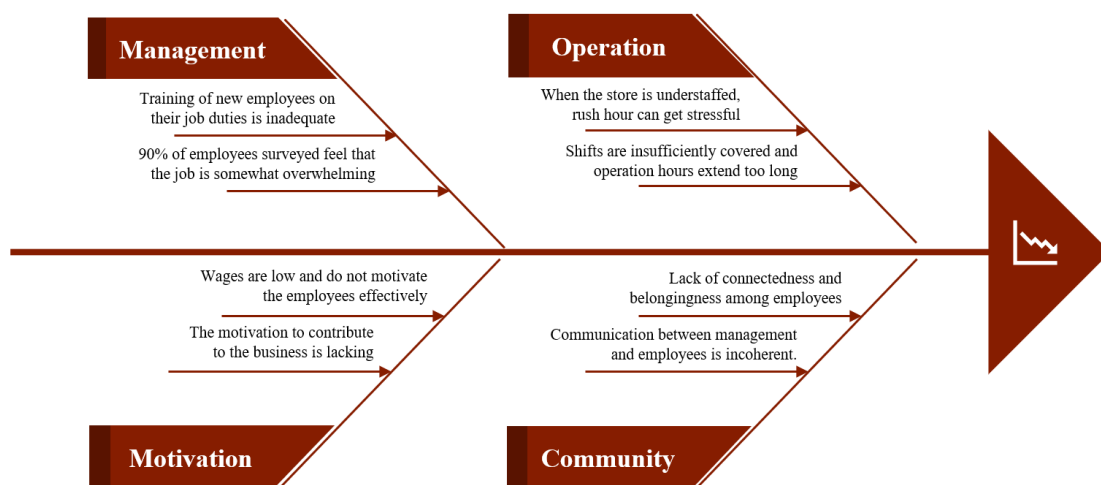 Management
Training of new employees on
their job duties is inadequate
90% of employees surveyed feel that
the job is somewhat overwhelming
Operation
When the store is understaffed,
rush hour can get stressful
Shifts are insufficiently covered and
operation hours extend too long
Wages are low and do not motivate
the employees effectively
The motivation to contribute
to the business is lacking
Motivation
Lack of connectedness and
belongingness among employees
Communication between management
and employees is incoherent.
Community